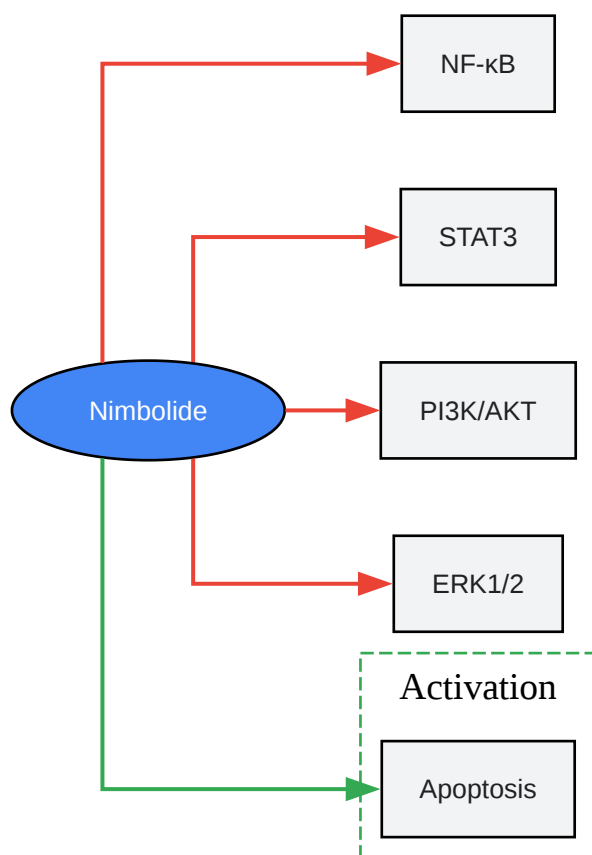 NF-κB
STAT3
Nimbolide
PI3K/AKT
ERK1/2
Activation
Apoptosis